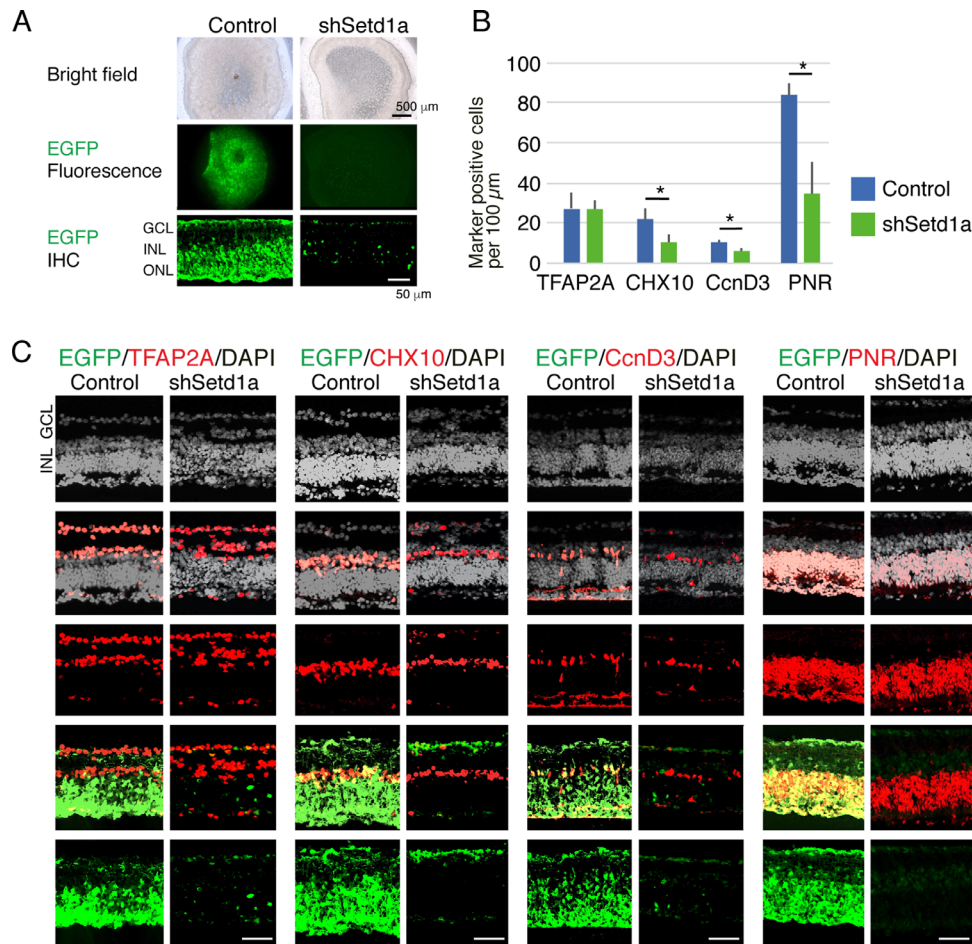 A
Control shSetd1a
Bright field
500 μm
EGFP
Fluorescence
EGFP
IHC
GCL
INL
ONL
50 μm
B
Marker positive cells
per 100 μm
100
80
60
40
20
0
* * * *
TFAP2A CHX10 CcnD3 PNR
Control
shSetd1a
C
EGFP/TFAP2A/DAPI EGFP/CHX10/DAPI EGFP/CcnD3/DAPI EGFP/PNR/DAPI
Control shSetd1a Control shSetd1a Control shSetd1a Control shSetd1a
INL GCL